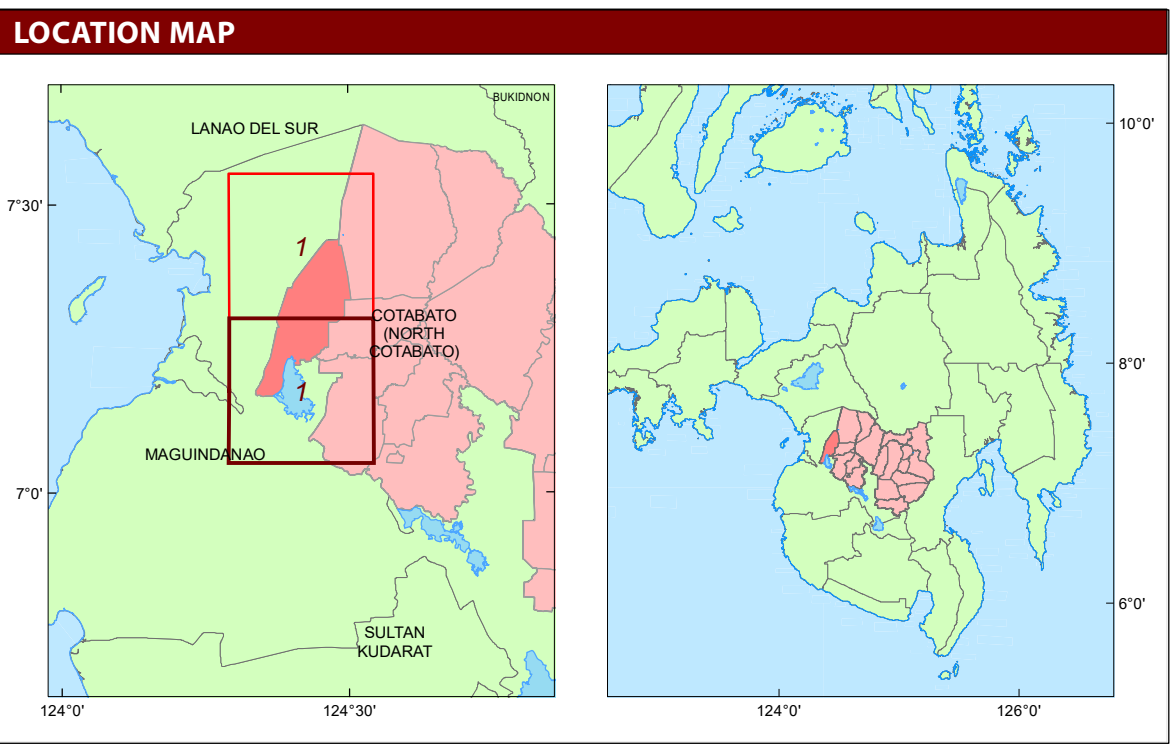 LOCATION MAP
BUKIDNON
LANAO DEL SUR
7°30'
1
COTABATO
(NORTH
COTABATO)
1
MAGUINDANAO
7°0'
SULTAN
KUDARAT
124°0'
124°30'
10°0'
8°0'
6°0'
124°0'
126°0'